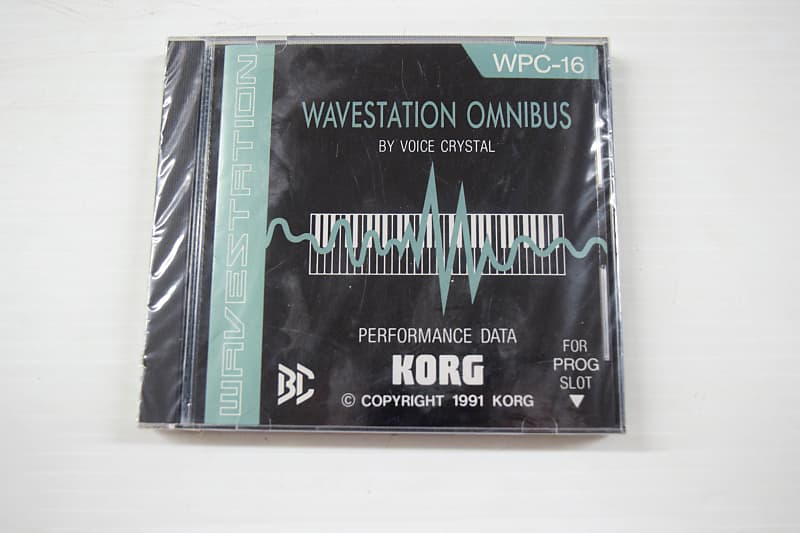 WAVESTATION
WPC-16
WAVESTATION OMNIBUS
BY VOICE CRYSTAL
PERFORMANCE DATA
KORG
© COPYRIGHT 1991 KORG
FOR
PROG
SLOT